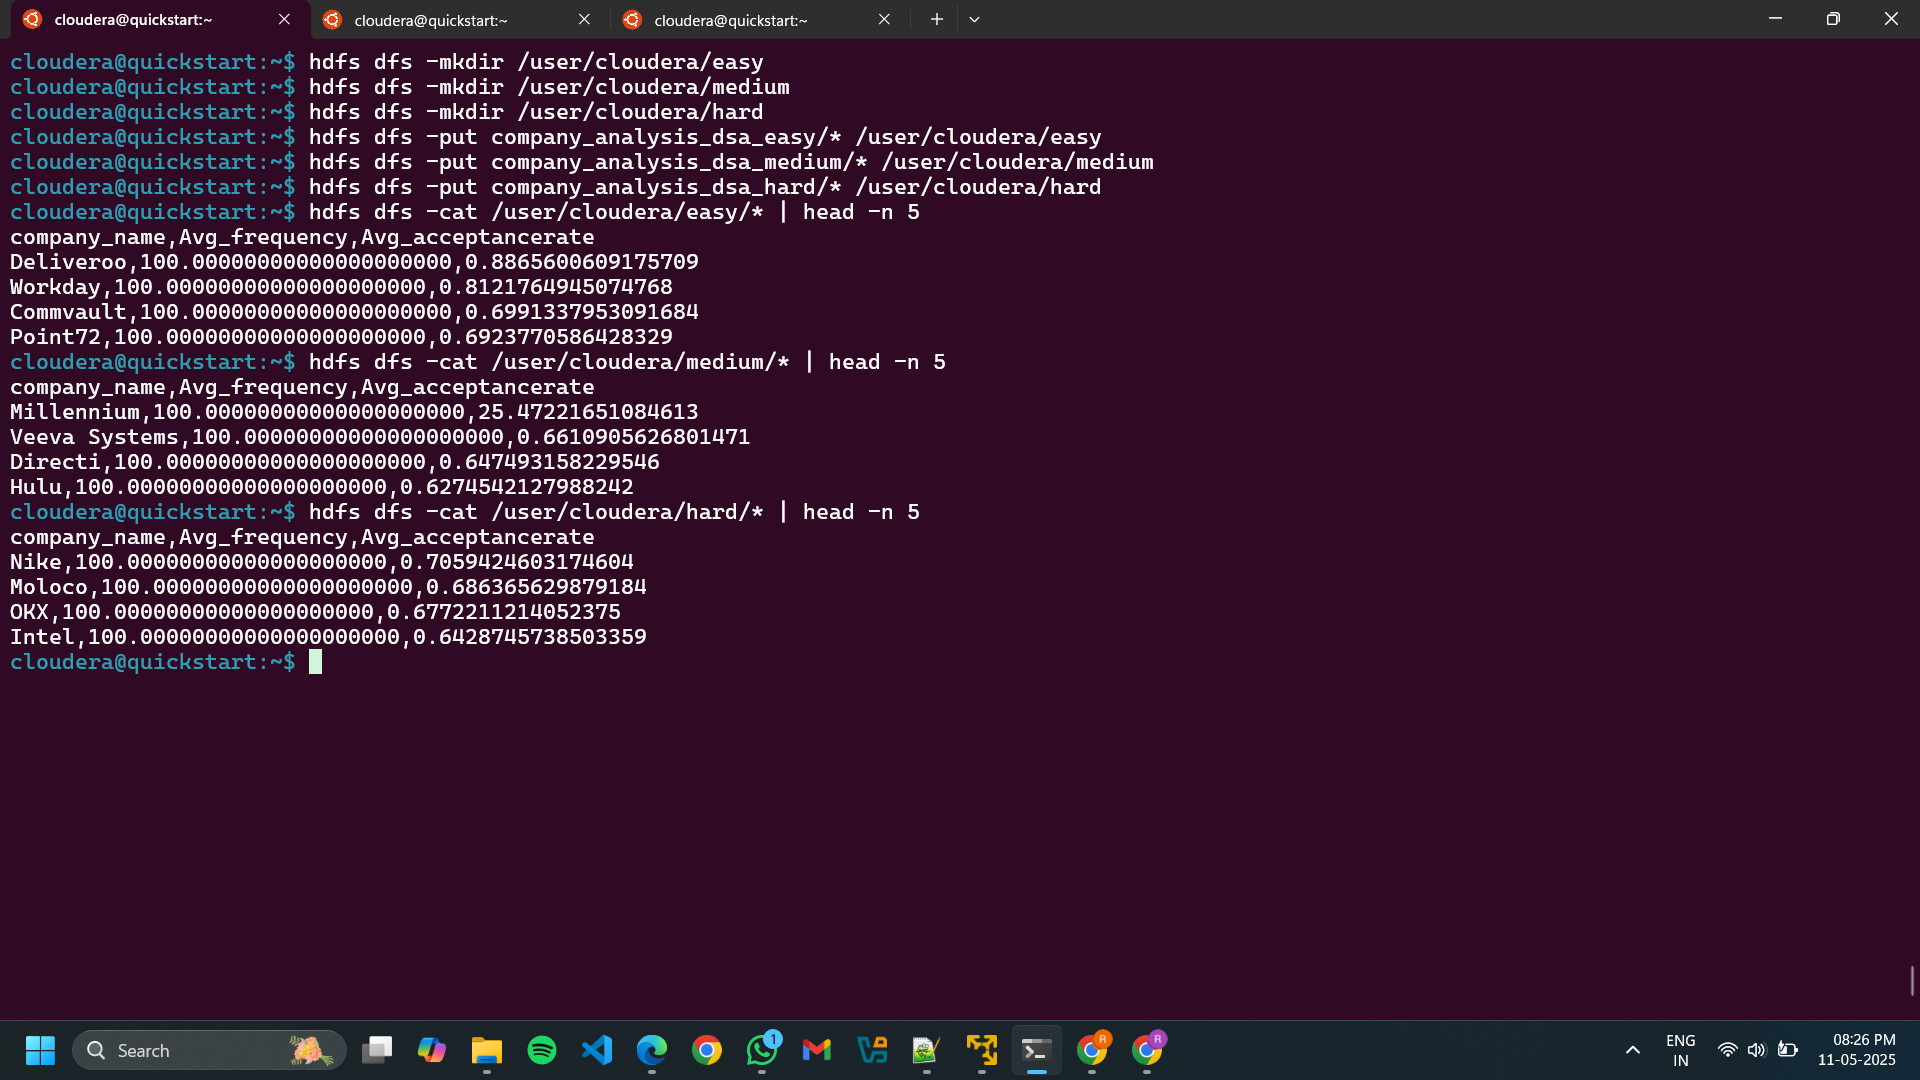 cloudera@quickstart:~
cloudera@quickstart:~
cloudera@quickstart:~
cloudera@quickstart:~$ hdfs dfs -mkdir /user/cloudera/easy
cloudera@quickstart:~$ hdfs dfs -mkdir /user/cloudera/medium
cloudera@quickstart:~$ hdfs dfs -mkdir /user/cloudera/hard
cloudera@quickstart:~$ hdfs dfs -put company_analysis_dsa_easy/* /user/cloudera/easy
cloudera@quickstart:~$ hdfs dfs -put company_analysis_dsa_medium/* /user/cloudera/medium
cloudera@quickstart:~$ hdfs dfs -put company_analysis_dsa_hard/* /user/cloudera/hard
cloudera@quickstart:~$ hdfs dfs -cat /user/cloudera/easy/* | head -n 5
company_name,Avg_frequency,Avg_acceptancerate
Deliveroo,100.00000000000000000000,0.8865600609175709
Workday,100.00000000000000000000,0.8121764945074768
Commvault,100.00000000000000000000,0.6991337953091684
Point72,100.00000000000000000000,0.6923770586428329
cloudera@quickstart:~$ hdfs dfs -cat /user/cloudera/medium/* | head -n 5
company_name,Avg_frequency,Avg_acceptancerate
Millennium,100.00000000000000000000,25.47221651084613
Veeva Systems,100.00000000000000000000,0.6610905626801471
Directi,100.00000000000000000000,0.647493158229546
Hulu,100.00000000000000000000,0.6274542127988242
cloudera@quickstart:~$ hdfs dfs -cat /user/cloudera/hard/* | head -n 5
company_name,Avg_frequency,Avg_acceptancerate
Nike,100.00000000000000000000,0.7059424603174604
Moloco,100.00000000000000000000,0.686365629879184
OKX,100.00000000000000000000,0.6772211214052375
Intel,100.00000000000000000000,0.6428745738503359
cloudera@quickstart:~$
Search
1
R
R
ENG
IN
08:26 PM
11-05-2025